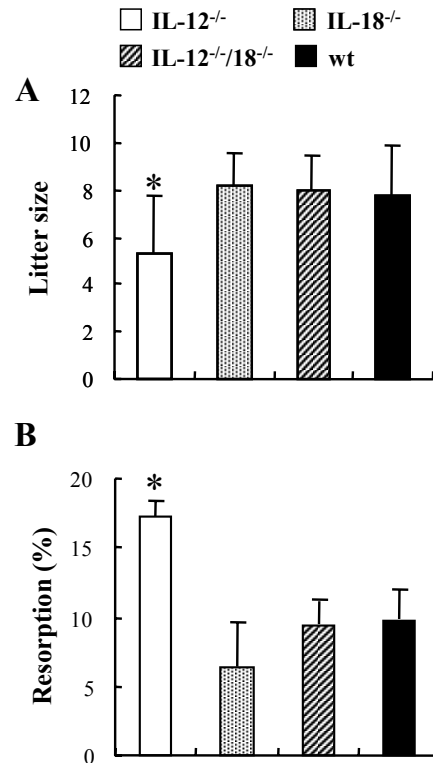 IL-12-/- IL-18-/-
IL-12-/-/18-/- wt
A
12
10
8
6
4
2
0
Litter size
*
B
20
15
10
5
0
Resorption (%)
*